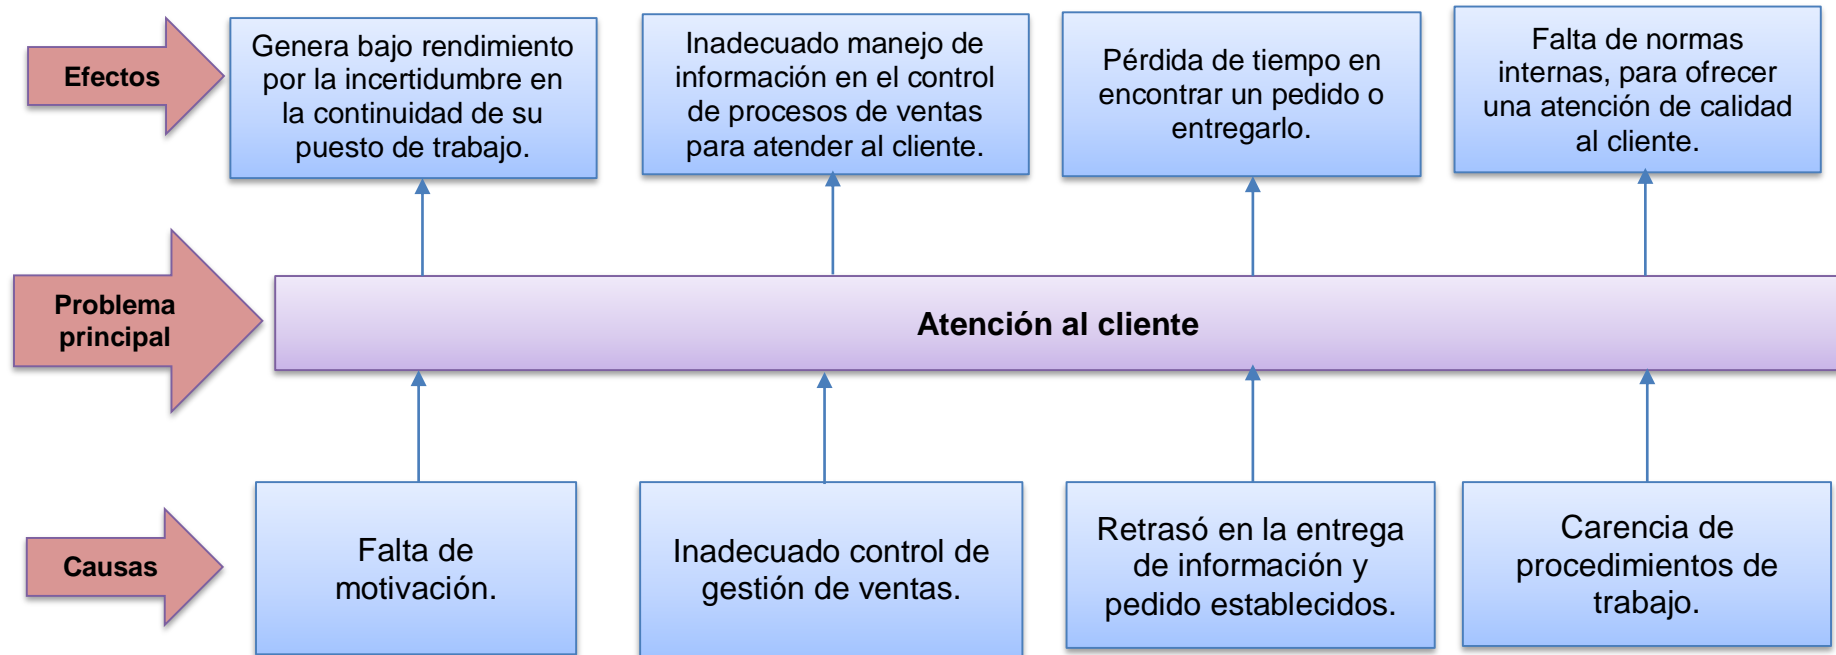 Efectos
Genera bajo rendimiento
por la incertidumbre en
la continuidad de su
puesto de trabajo.
Inadecuado manejo de
información en el control
de procesos de ventas
para atender al cliente.
Pérdida de tiempo en
encontrar un pedido o
entregarlo.
Falta de normas
internas, para ofrecer
una atención de calidad
al cliente.
Problema
principal
Atención al cliente
Causas
Falta de
motivación.
Inadecuado control de
gestión de ventas.
Retrasó en la entrega
de información y
pedido establecidos.
Carencia de
procedimientos de
trabajo.